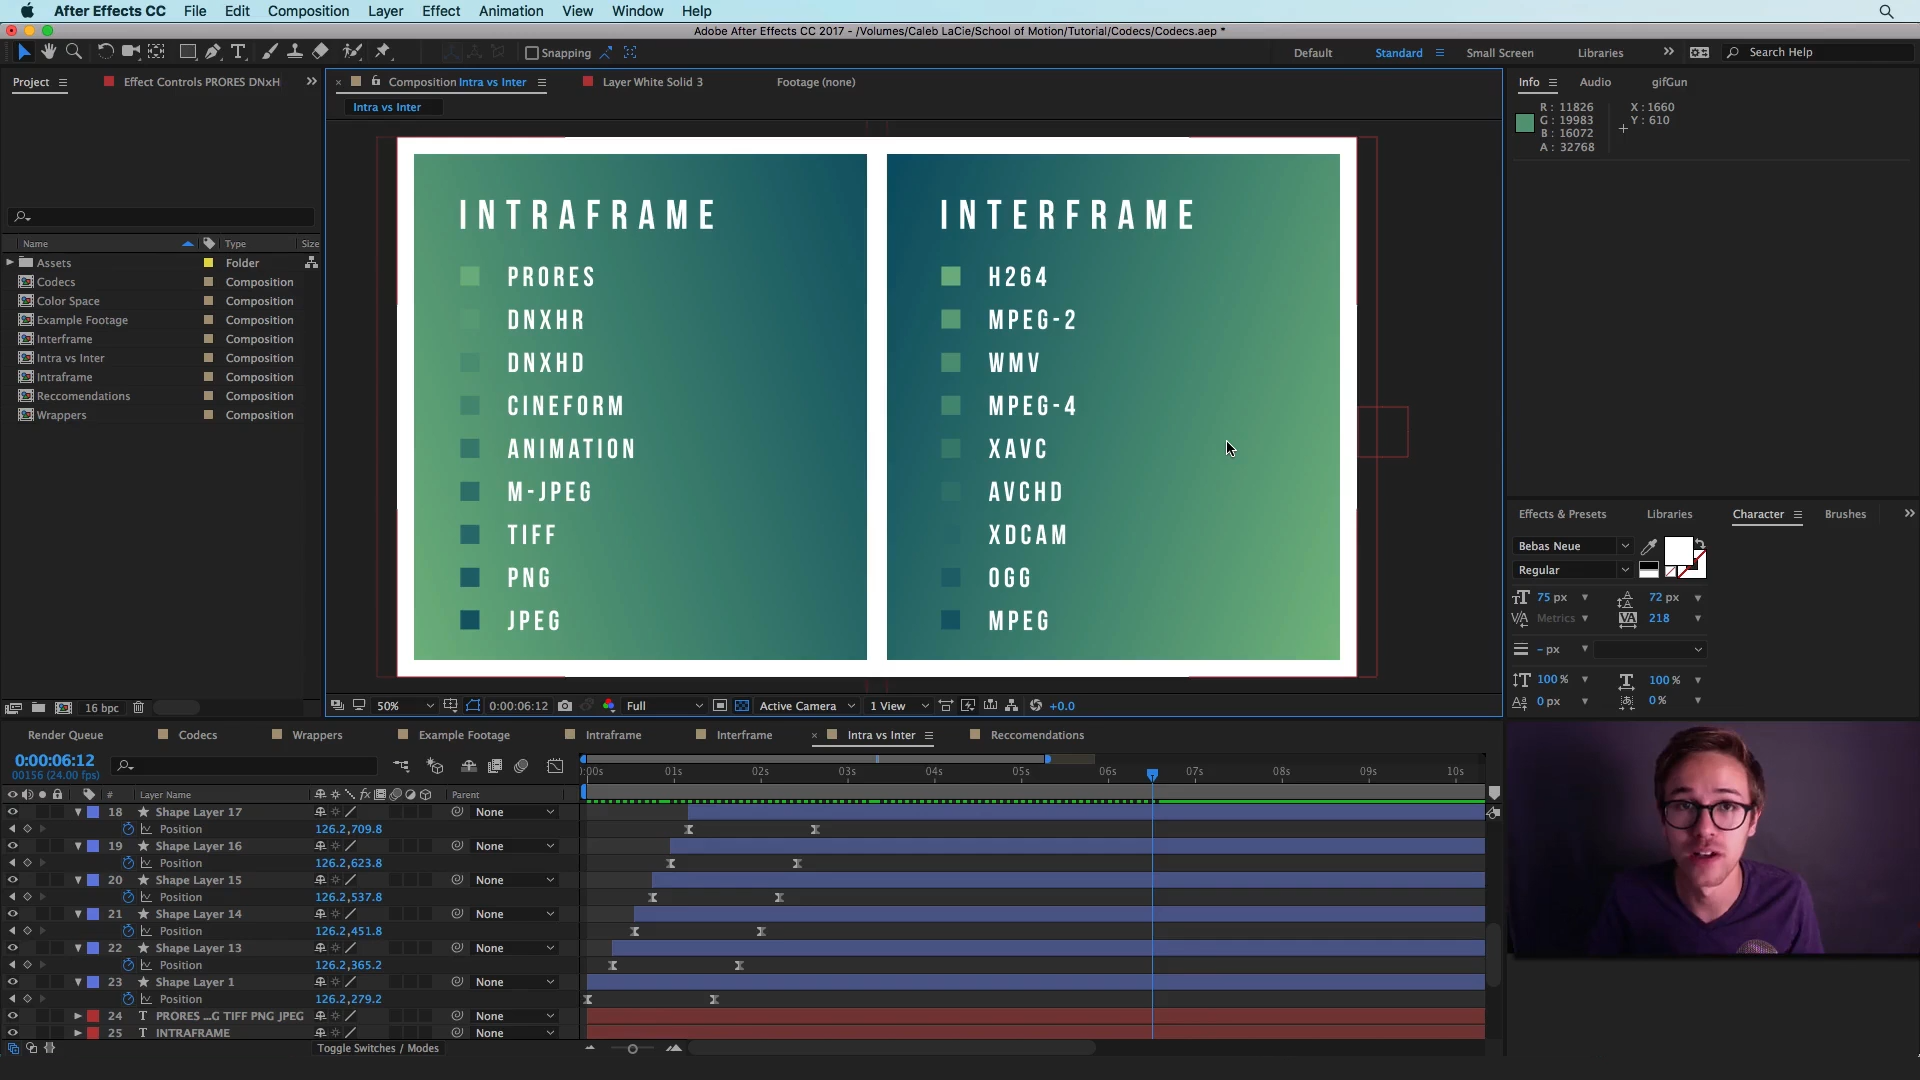 After Effects CC File Edit Composition Layer Effect Animation View Window Help
Adobe After Effects CC 2017 - /Volumes/Caleb LaCie/School of Motion/Tutorial/Codecs/Codecs.aep *
Snapping Default Standard Small Screen Libraries Search Help
Project Effect Controls PRORES DNxH
Composition Intra vs Inter Layer White Solid 3 Footage (none)
Info Audio gifGun
Intra vs Inter
R: 11826 X: 1660
G: 19983 Y: 610
B: 16072
A: 32768
INTRAFRAME
PRORES
DNXHR
DNXHD
CINEFORM
ANIMATION
M-JPEG
TIFF
PNG
JPEG
INTERFRAME
H264
MPEG-2
WMV
MPEG-4
XAVC
AVCHD
XDCAM
OGG
MPEG
Name Type Size
Assets Folder
Codecs Composition
Color Space Composition
Example Footage Composition
Interframe Composition
Intra vs Inter Composition
Intraframe Composition
Reccomendations Composition
Wrappers Composition
16 bpc
Effects & Presets Libraries Character Brushes
Bebas Neue
Regular
75 px 72 px
Metrics 218
- px
100 % 100 %
0 px 0 %
50% 0:00:06:12 Full Active Camera 1 View +0.0
Render Queue Codecs Wrappers Example Footage Intraframe Interframe Intra vs Inter Reccomendations
0:00:06:12
00156 (24.00 fps)
:00s 01s 02s 03s 04s 05s 06s 07s 08s 09s 10s
# Layer Name Parent
18 Shape Layer 17 None
Position 126.2,709.8
19 Shape Layer 16 None
Position 126.2,623.8
20 Shape Layer 15 None
Position 126.2,537.8
21 Shape Layer 14 None
Position 126.2,451.8
22 Shape Layer 13 None
Position 126.2,365.2
23 Shape Layer 1 None
Position 126.2,279.2
24 T PRORES ...G TIFF PNG JPEG None
25 T INTRAFRAME None
Toggle Switches / Modes